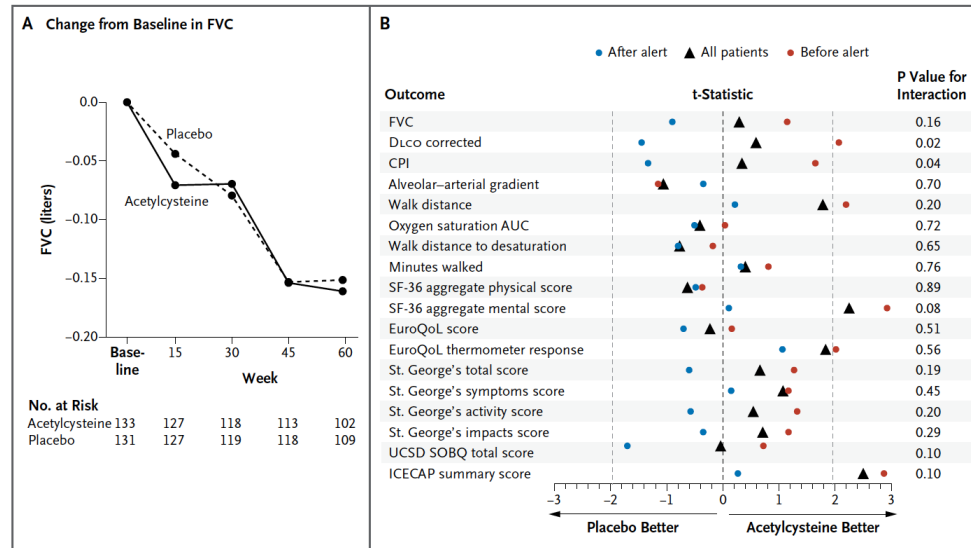 A Change from Baseline in FVC
0.0
−0.05
−0.10
−0.15
−0.20
FVC (liters)
Placebo
Acetylcysteine
Base-
line
15 30 45 60
Week
No. at Risk
Acetylcysteine 133 127 118 113 102
Placebo 131 127 119 118 109
B
After alert All patients Before alert
Outcome t-Statistic P Value for
Interaction
FVC 0.16
DLCO corrected 0.02
CPI 0.04
Alveolar–arterial gradient 0.70
Walk distance 0.20
Oxygen saturation AUC 0.72
Walk distance to desaturation 0.65
Minutes walked 0.76
SF-36 aggregate physical score 0.89
SF-36 aggregate mental score 0.08
EuroQoL score 0.51
EuroQoL thermometer response 0.56
St. George's total score 0.19
St. George's symptoms score 0.45
St. George's activity score 0.20
St. George's impacts score 0.29
UCSD SOBQ total score 0.10
ICECAP summary score 0.10
−3 −2 −1 0 1 2 3
Placebo Better Acetylcysteine Better